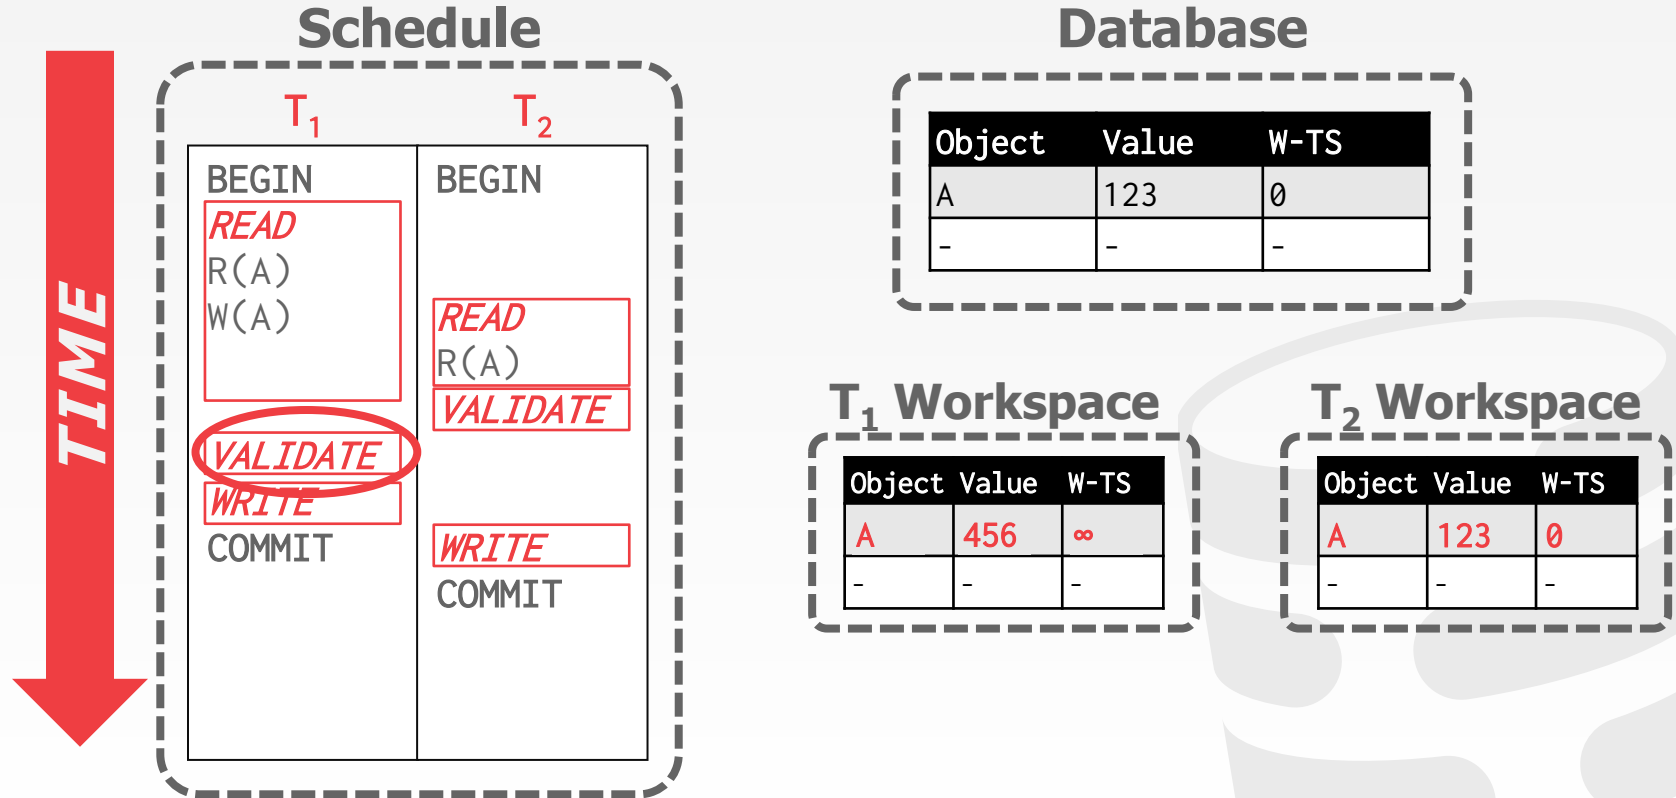 Schedule
TIME
T1 T2
BEGIN BEGIN
READ
R(A)
W(A) READ
R(A)
VALIDATE
VALIDATE
WRITE
COMMIT WRITE
COMMIT
Database
Object Value W-TS
A 123 0
- - -
T1 Workspace
Object Value W-TS
A 456 ∞
- - -
T2 Workspace
Object Value W-TS
A 123 0
- - -